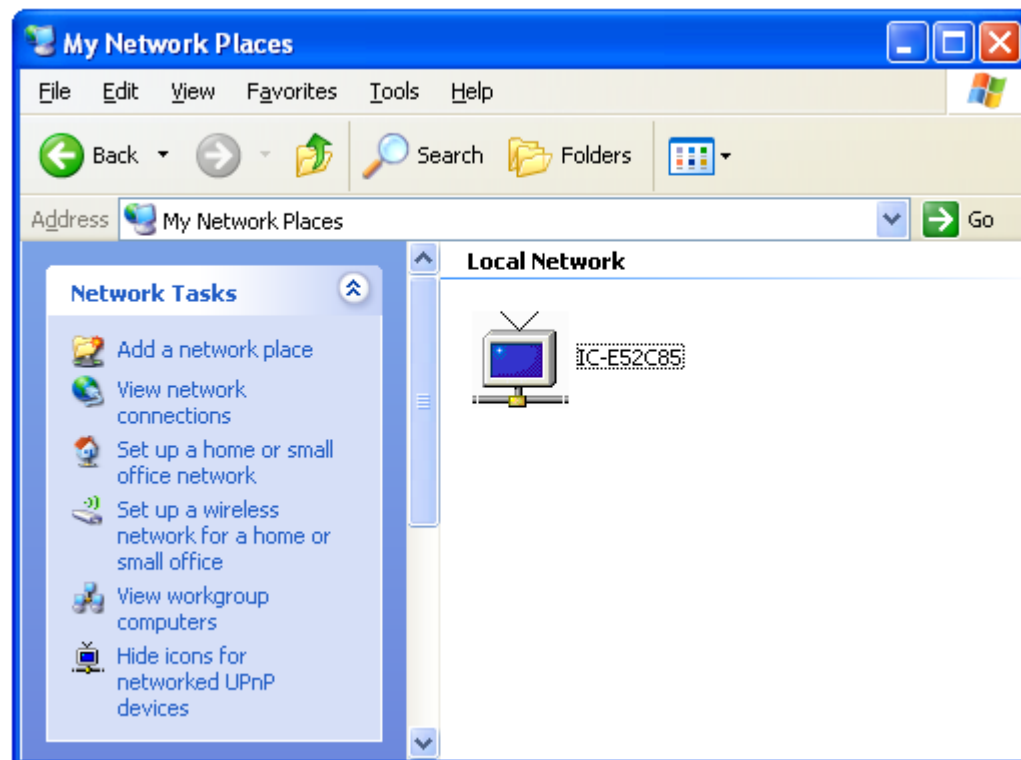 My Network Places
File Edit View Favorites Tools Help
Back Search Folders
Address My Network Places Go
Network Tasks
Add a network place
View network
connections
Set up a home or small
office network
Set up a wireless
network for a home or
small office
View workgroup
computers
Hide icons for
networked UPnP
devices
Local Network
IC-E52C85